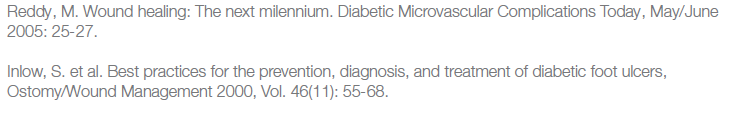 Reddy, M. Wound healing: The next milennium. Diabetic Microvascular Complications Today, May/June
2005: 25-27.
Inlow, S. et al. Best practices for the prevention, diagnosis, and treatment of diabetic foot ulcers,
Ostomy/Wound Management 2000, Vol. 46(11): 55-68.